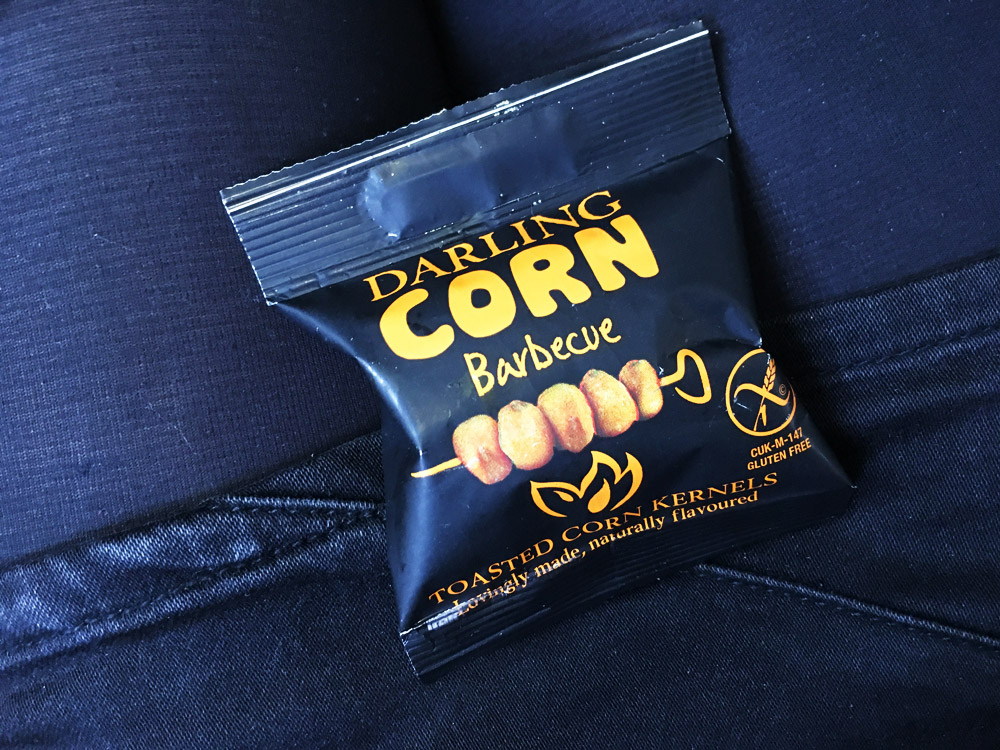 DARLING
CORN
Barbecue
CUK-M-147
GLUTEN FREE
TOASTED CORN KERNELS
Lovingly made, naturally flavoured